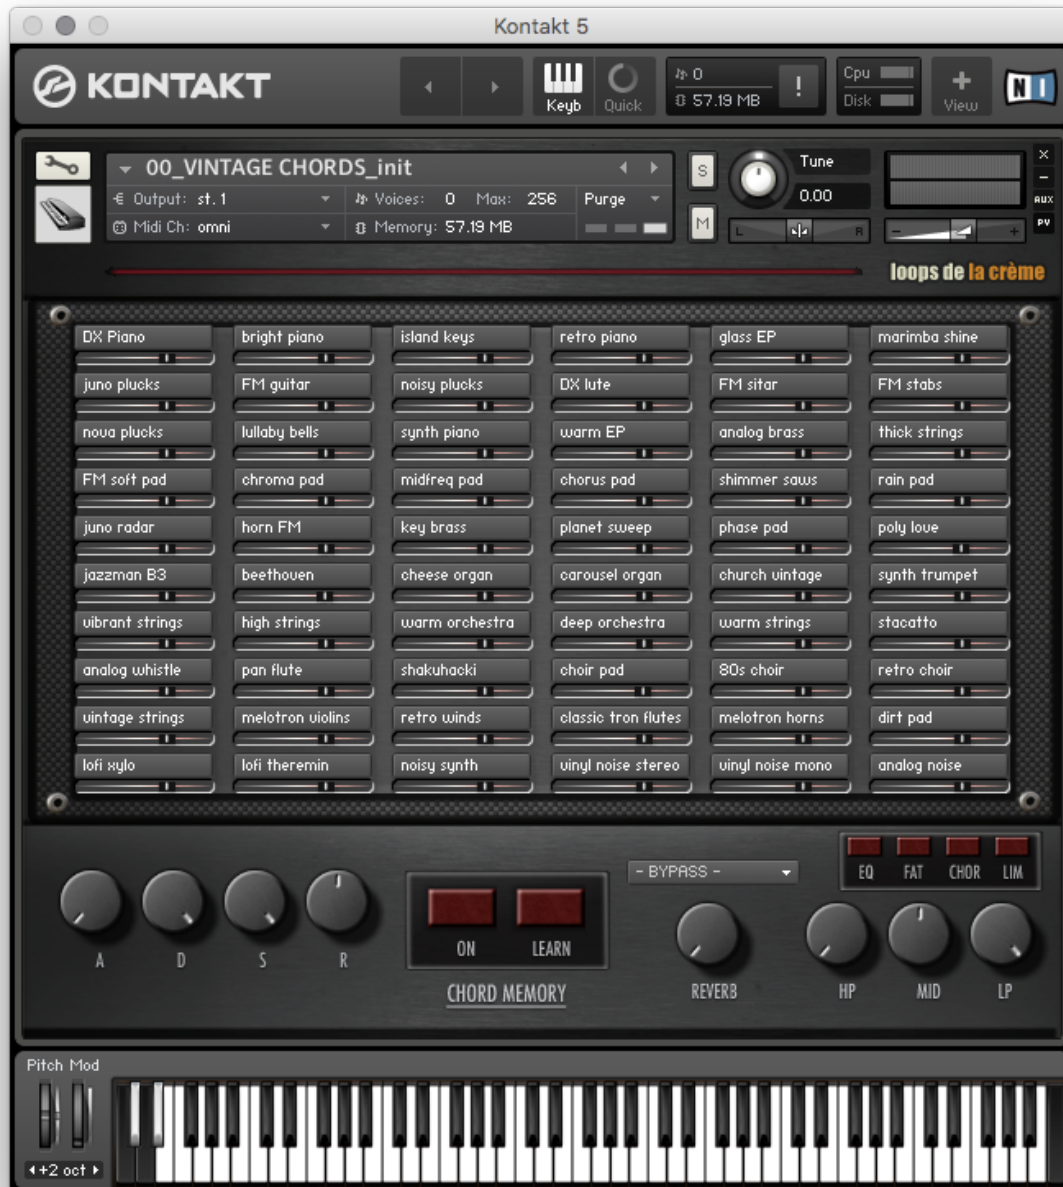 Kontakt 5
KONTAKT
Keyb
Quick
0
57.19 MB
!
Cpu
Disk
+
View
NI
00_VINTAGE CHORDS_init
Output: st. 1
Voices: 0 Max: 256
Purge
Midi Ch: omni
Memory: 57.19 MB
S
M
Tune
0.00
L R
- +
×
-
AUX
PV
loops de la crème
DX Piano bright piano island keys retro piano glass EP marimba shine
juno plucks FM guitar noisy plucks DX lute FM sitar FM stabs
nova plucks lullaby bells synth piano warm EP analog brass thick strings
FM soft pad chroma pad midfreq pad chorus pad shimmer saws rain pad
juno radar horn FM key brass planet sweep phase pad poly love
jazzman B3 beethoven cheese organ carousel organ church vintage synth trumpet
vibrant strings high strings warm orchestra deep orchestra warm strings stacatto
analog whistle pan flute shakuhacki choir pad 80s choir retro choir
vintage strings melotron violins retro winds classic tron flutes melotron horns dirt pad
lofi xylo lofi theremin noisy synth vinyl noise stereo vinyl noise mono analog noise
- BYPASS -
EQ FAT CHOR LIM
A D S R
ON LEARN
CHORD MEMORY
REVERB
HP MID LP
Pitch Mod
+2 oct